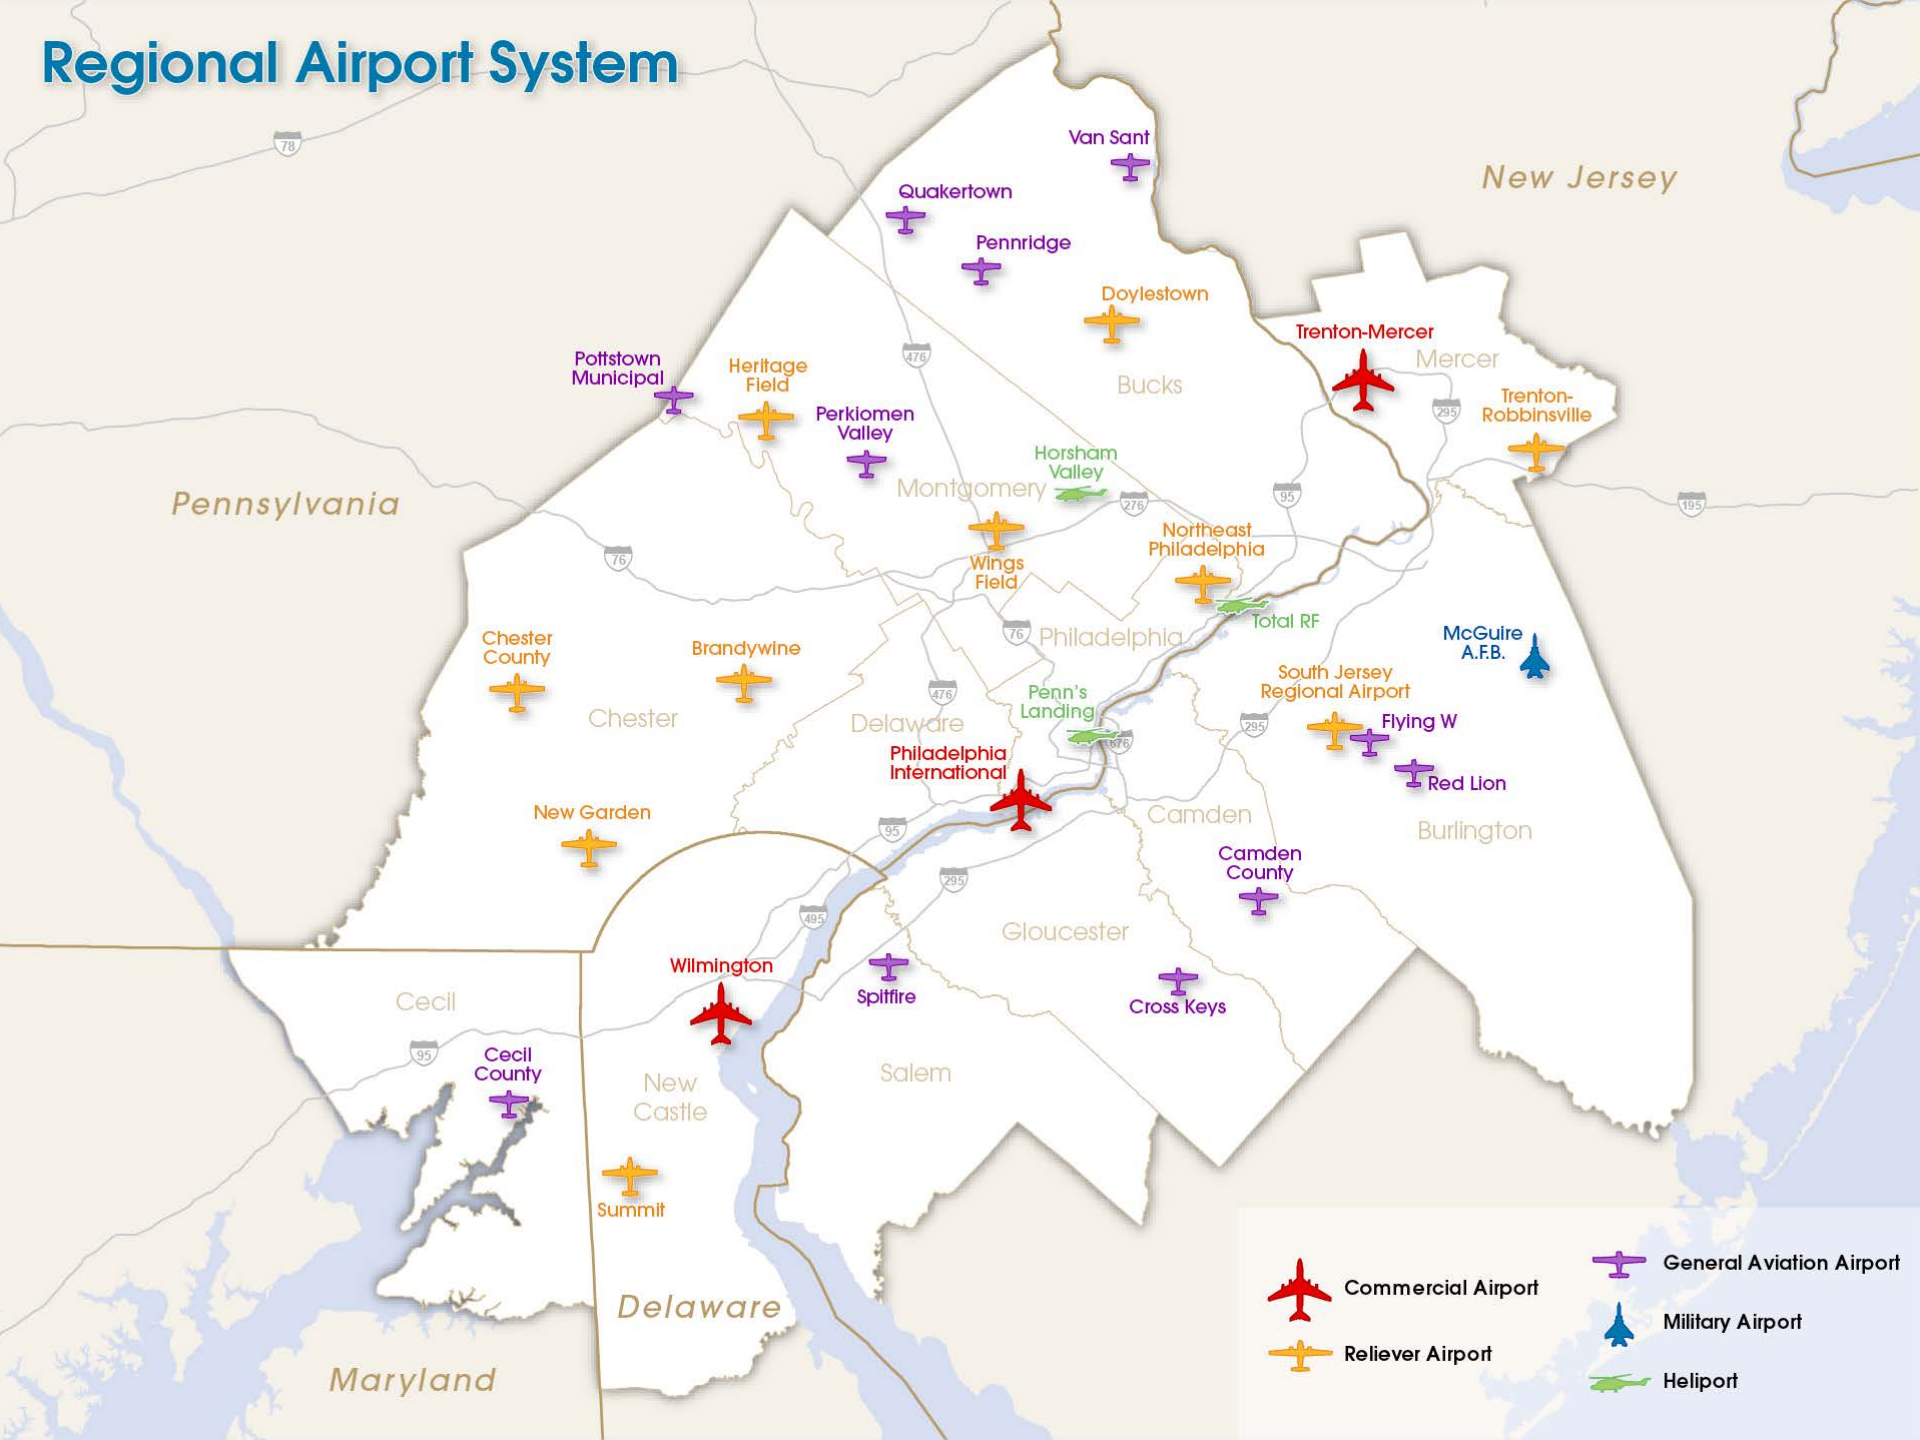 Regional Airport System
78
Van Sant
New Jersey
Quakertown
Pennridge
Doylestown
Trenton-Mercer
Pottstown
Municipal
Heritage
Field
476
Mercer
Bucks
Perkiomen
Valley
295
Trenton-
Robbinsville
Horsham
Valley
Montgomery
276
95
195
Pennsylvania
76
Wings
Field
Northeast
Philadelphia
Total RF
76
Philadelphia
Chester
County
Brandywine
McGuire
A.F.B.
South Jersey
Regional Airport
476
Penn's
Landing
Chester
Delaware
676
295
Flying W
Philadelphia
International
Red Lion
New Garden
95
Camden
Burlington
Camden
County
295
495
Gloucester
Wilmington
Spitfire
Cross Keys
Cecil
95
Cecil
County
New
Castle
Salem
Summit
Delaware
Maryland
Commercial Airport
Reliever Airport
General Aviation Airport
Military Airport
Heliport